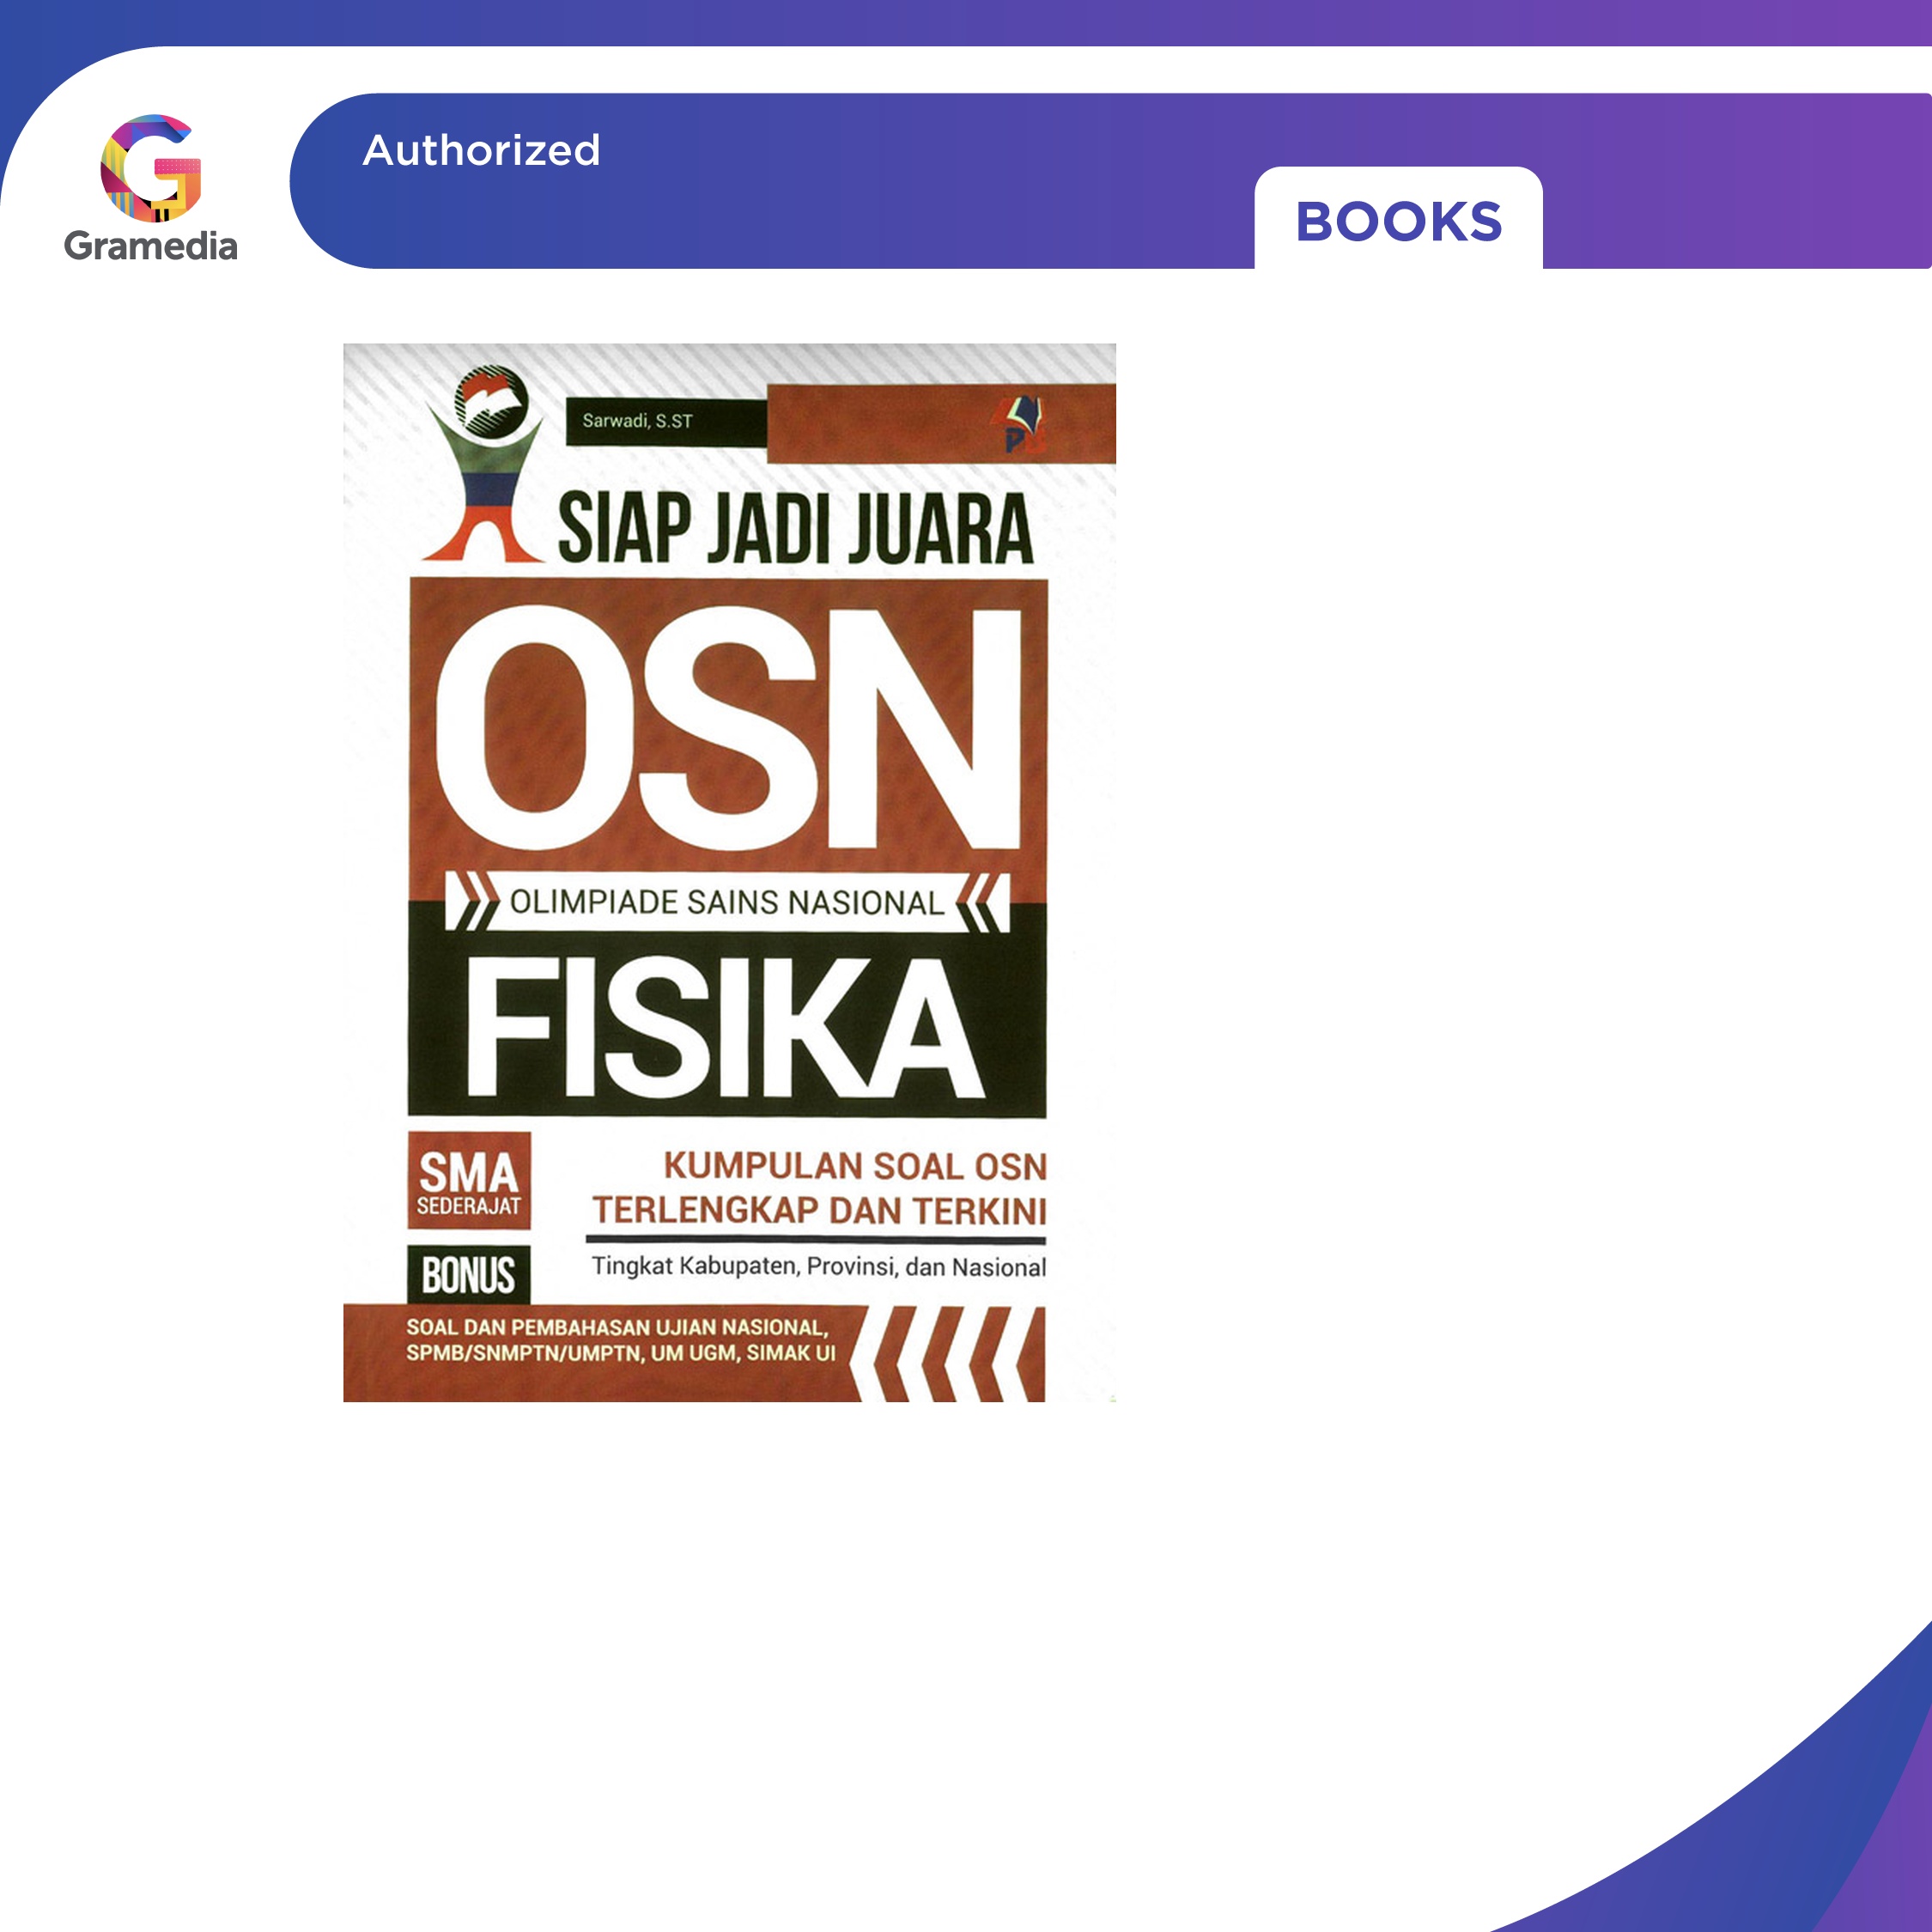 Authorized
BOOKS
Gramedia
Sarwadi, S.ST
SIAP JADI JUARA
OSN
OLIMPIADE SAINS NASIONAL
FISIKA
SMA
SEDERAJAT
KUMPULAN SOAL OSN
TERLENGKAP DAN TERKINI
Tingkat Kabupaten, Provinsi, dan Nasional
BONUS
SOAL DAN PEMBAHASAN UJIAN NASIONAL,
SPMB/SNMPTN/UMPTN, UM UGM, SIMAK UI